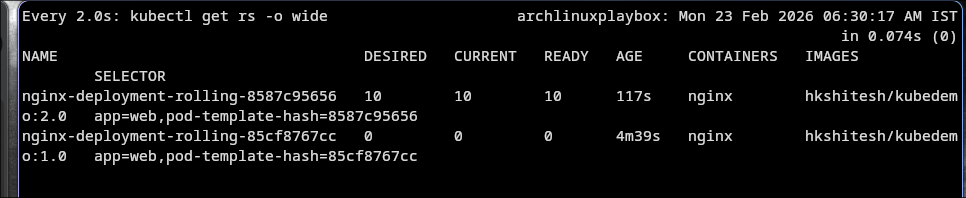 Every 2.0s: kubectl get rs -o wide archlinuxplaybox: Mon 23 Feb 2026 06:30:17 AM IST
in 0.074s (0)
NAME DESIRED CURRENT READY AGE CONTAINERS IMAGES
SELECTOR
nginx-deployment-rolling-8587c95656 10 10 10 117s nginx hkshitesh/kubedem
o:2.0 app=web,pod-template-hash=8587c95656
nginx-deployment-rolling-85cf8767cc 0 0 0 4m39s nginx hkshitesh/kubedem
o:1.0 app=web,pod-template-hash=85cf8767cc